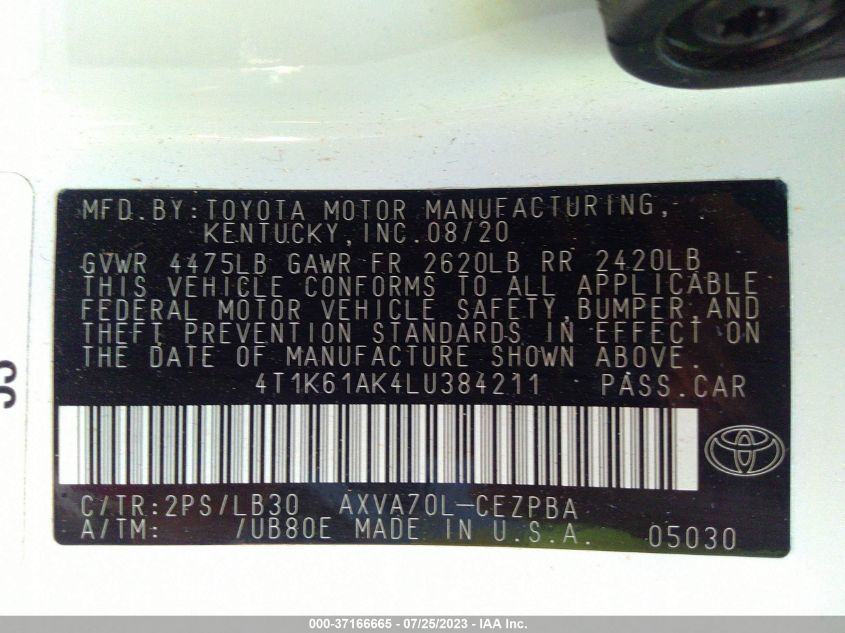 MFD.BY:TOYOTA MOTOR MANUFACTURING,
KENTUCKY,INC.08/20
GVWR 4475LB GAWR FR 2620LB RR 2420LB
THIS VEHICLE CONFORMS TO ALL APPLICABLE
FEDERAL MOTOR VEHICLE SAFETY,BUMPER,AND
THEFT PREVENTION STANDARDS IN EFFECT ON
THE DATE OF MANUFACTURE SHOWN ABOVE.
4T1K61AK4LU384211 PASS.CAR
C/TR:2PS/LB30 AXVA70L-CEZPBA
A/TM: /UB80E MADE IN U.S.A. 05030
000-37166665 - 07/25/2023 - IAA Inc.